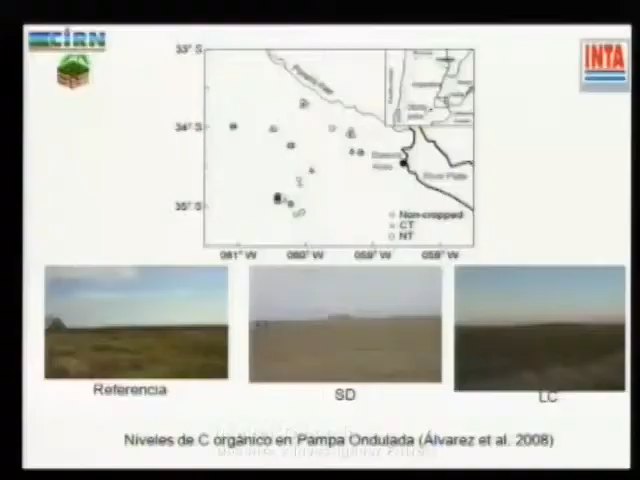 CIRN
INTA
33° S
34° S
35° S
Paraná River
River Plate
Buenos
Aires
Non-cropped
CT
NT
061° W
060° W
059° W
058° W
Referencia
SD
LC
Niveles de C orgánico en Pampa Ondulada (Álvarez et al. 2008)